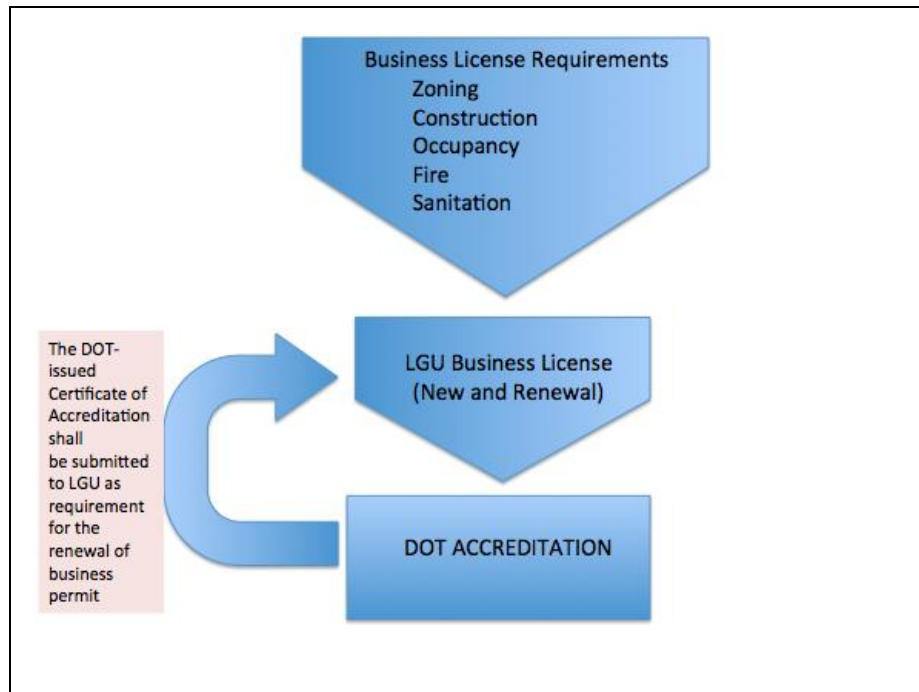 Business License Requirements
Zoning
Construction
Occupancy
Fire
Sanitation
The DOT-
issued
Certificate of
Accreditation
shall
be submitted
to LGU as
requirement
for the
renewal of
business
permit
LGU Business License
(New and Renewal)
DOT ACCREDITATION